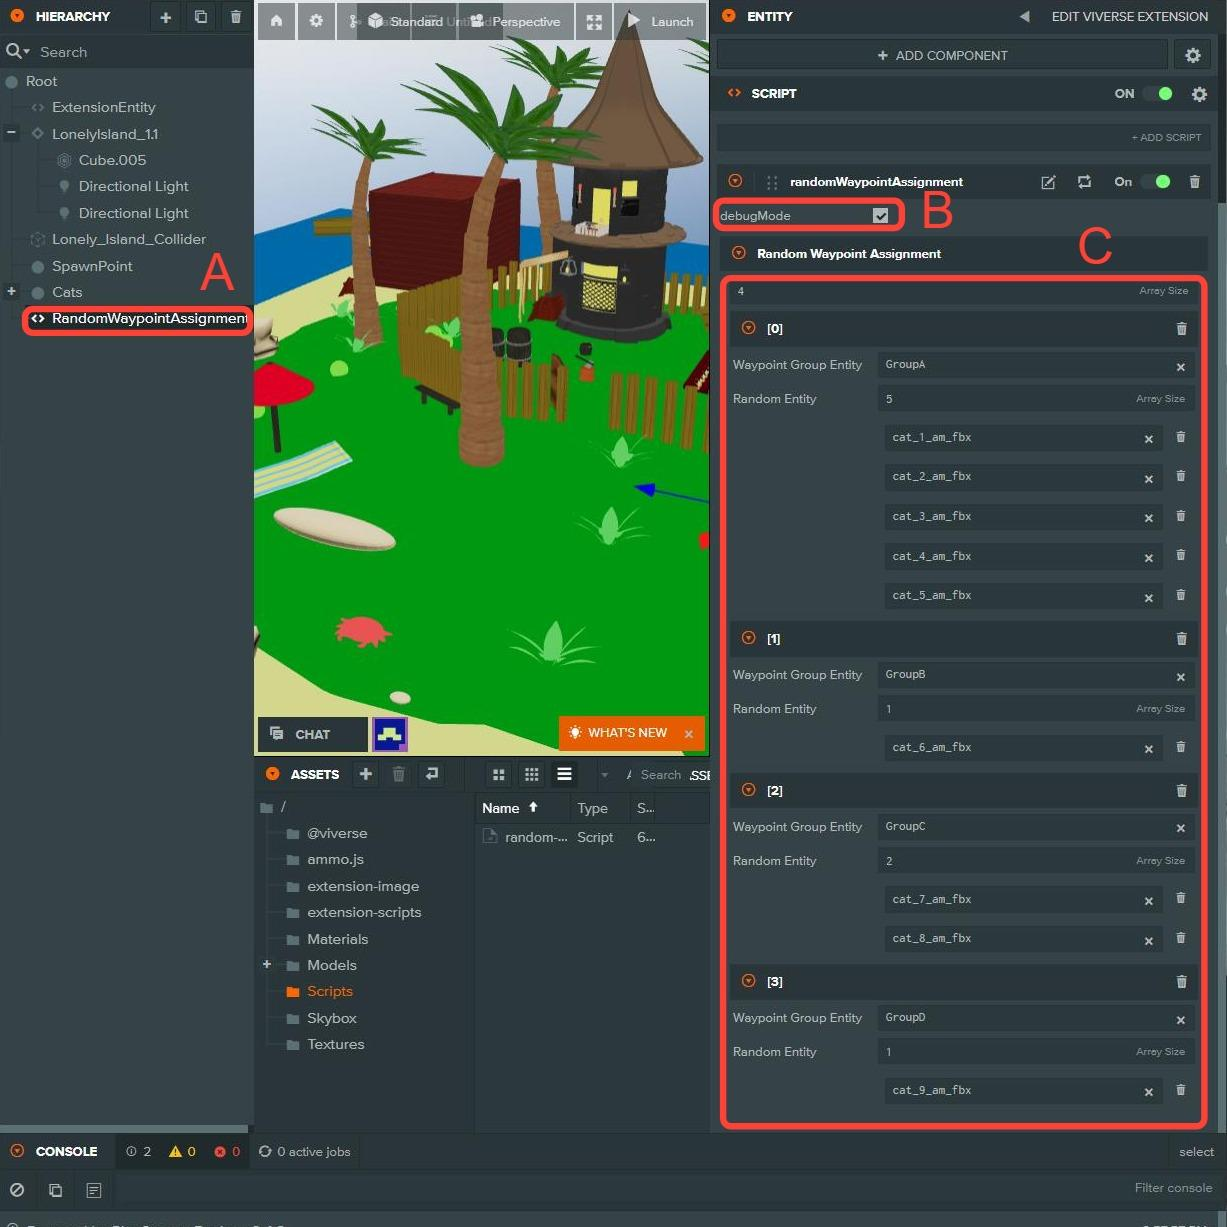 HIERARCHY
Search
Root
ExtensionEntity
LonelyIsland_1.1
Cube.005
Directional Light
Directional Light
Lonely_Island_Collider
SpawnPoint
Cats
A
RandomWaypointAssignment
Standard
Perspective
Launch
CHAT
WHAT'S NEW
ASSETS
Search
/
@viverse
ammo.js
extension-image
extension-scripts
Materials
Models
Scripts
Skybox
Textures
Name Type S...
random-... Script 6...
ENTITY
EDIT VIVERSE EXTENSION
ADD COMPONENT
SCRIPT
ON
+ ADD SCRIPT
randomWaypointAssignment
On
debugMode
B
C
Random Waypoint Assignment
4 Array Size
[0]
Waypoint Group Entity GroupA
Random Entity 5 Array Size
cat_1_am_fbx
cat_2_am_fbx
cat_3_am_fbx
cat_4_am_fbx
cat_5_am_fbx
[1]
Waypoint Group Entity GroupB
Random Entity 1 Array Size
cat_6_am_fbx
[2]
Waypoint Group Entity GroupC
Random Entity 2 Array Size
cat_7_am_fbx
cat_8_am_fbx
[3]
Waypoint Group Entity GroupD
Random Entity 1 Array Size
cat_9_am_fbx
CONSOLE 2 0 0 0 active jobs
select
Filter console